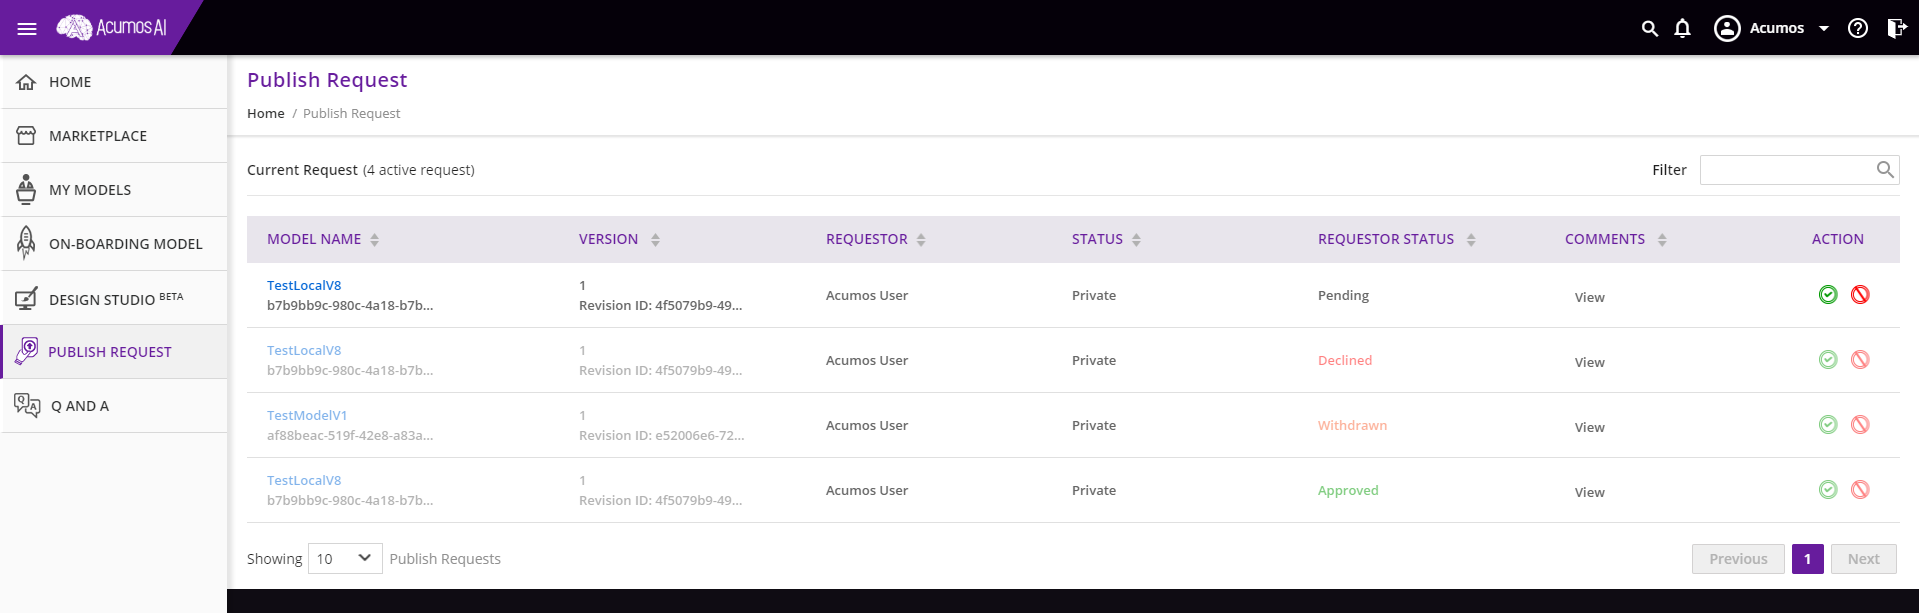 Acumos AI
Acumos
HOME
MARKETPLACE
MY MODELS
ON-BOARDING MODEL
DESIGN STUDIO BETA
PUBLISH REQUEST
Q AND A
Publish Request
Home / Publish Request
Current Request (4 active request)
Filter
MODEL NAME VERSION REQUESTOR STATUS REQUESTOR STATUS COMMENTS ACTION
TestLocalV8 1
b7b9bb9c-980c-4a18-b7b... Revision ID: 4f5079b9-49... Acumos User Private Pending View
TestLocalV8 1
b7b9bb9c-980c-4a18-b7b... Revision ID: 4f5079b9-49... Acumos User Private Declined View
TestModelV1 1
af88beac-519f-42e8-a83a... Revision ID: e52006e6-72... Acumos User Private Withdrawn View
TestLocalV8 1
b7b9bb9c-980c-4a18-b7b... Revision ID: 4f5079b9-49... Acumos User Private Approved View
Showing 10 Publish Requests
Previous 1 Next